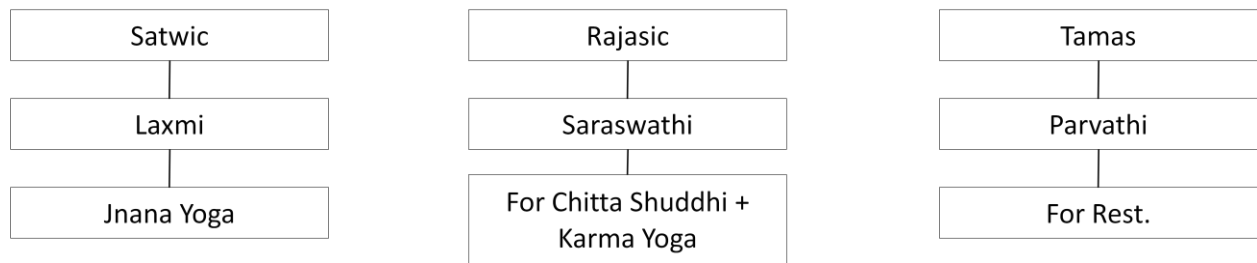 Satwic
Rajasic
Tamas
Laxmi
Saraswathi
Parvathi
Jnana Yoga
For Chitta Shuddhi +
Karma Yoga
For Rest.